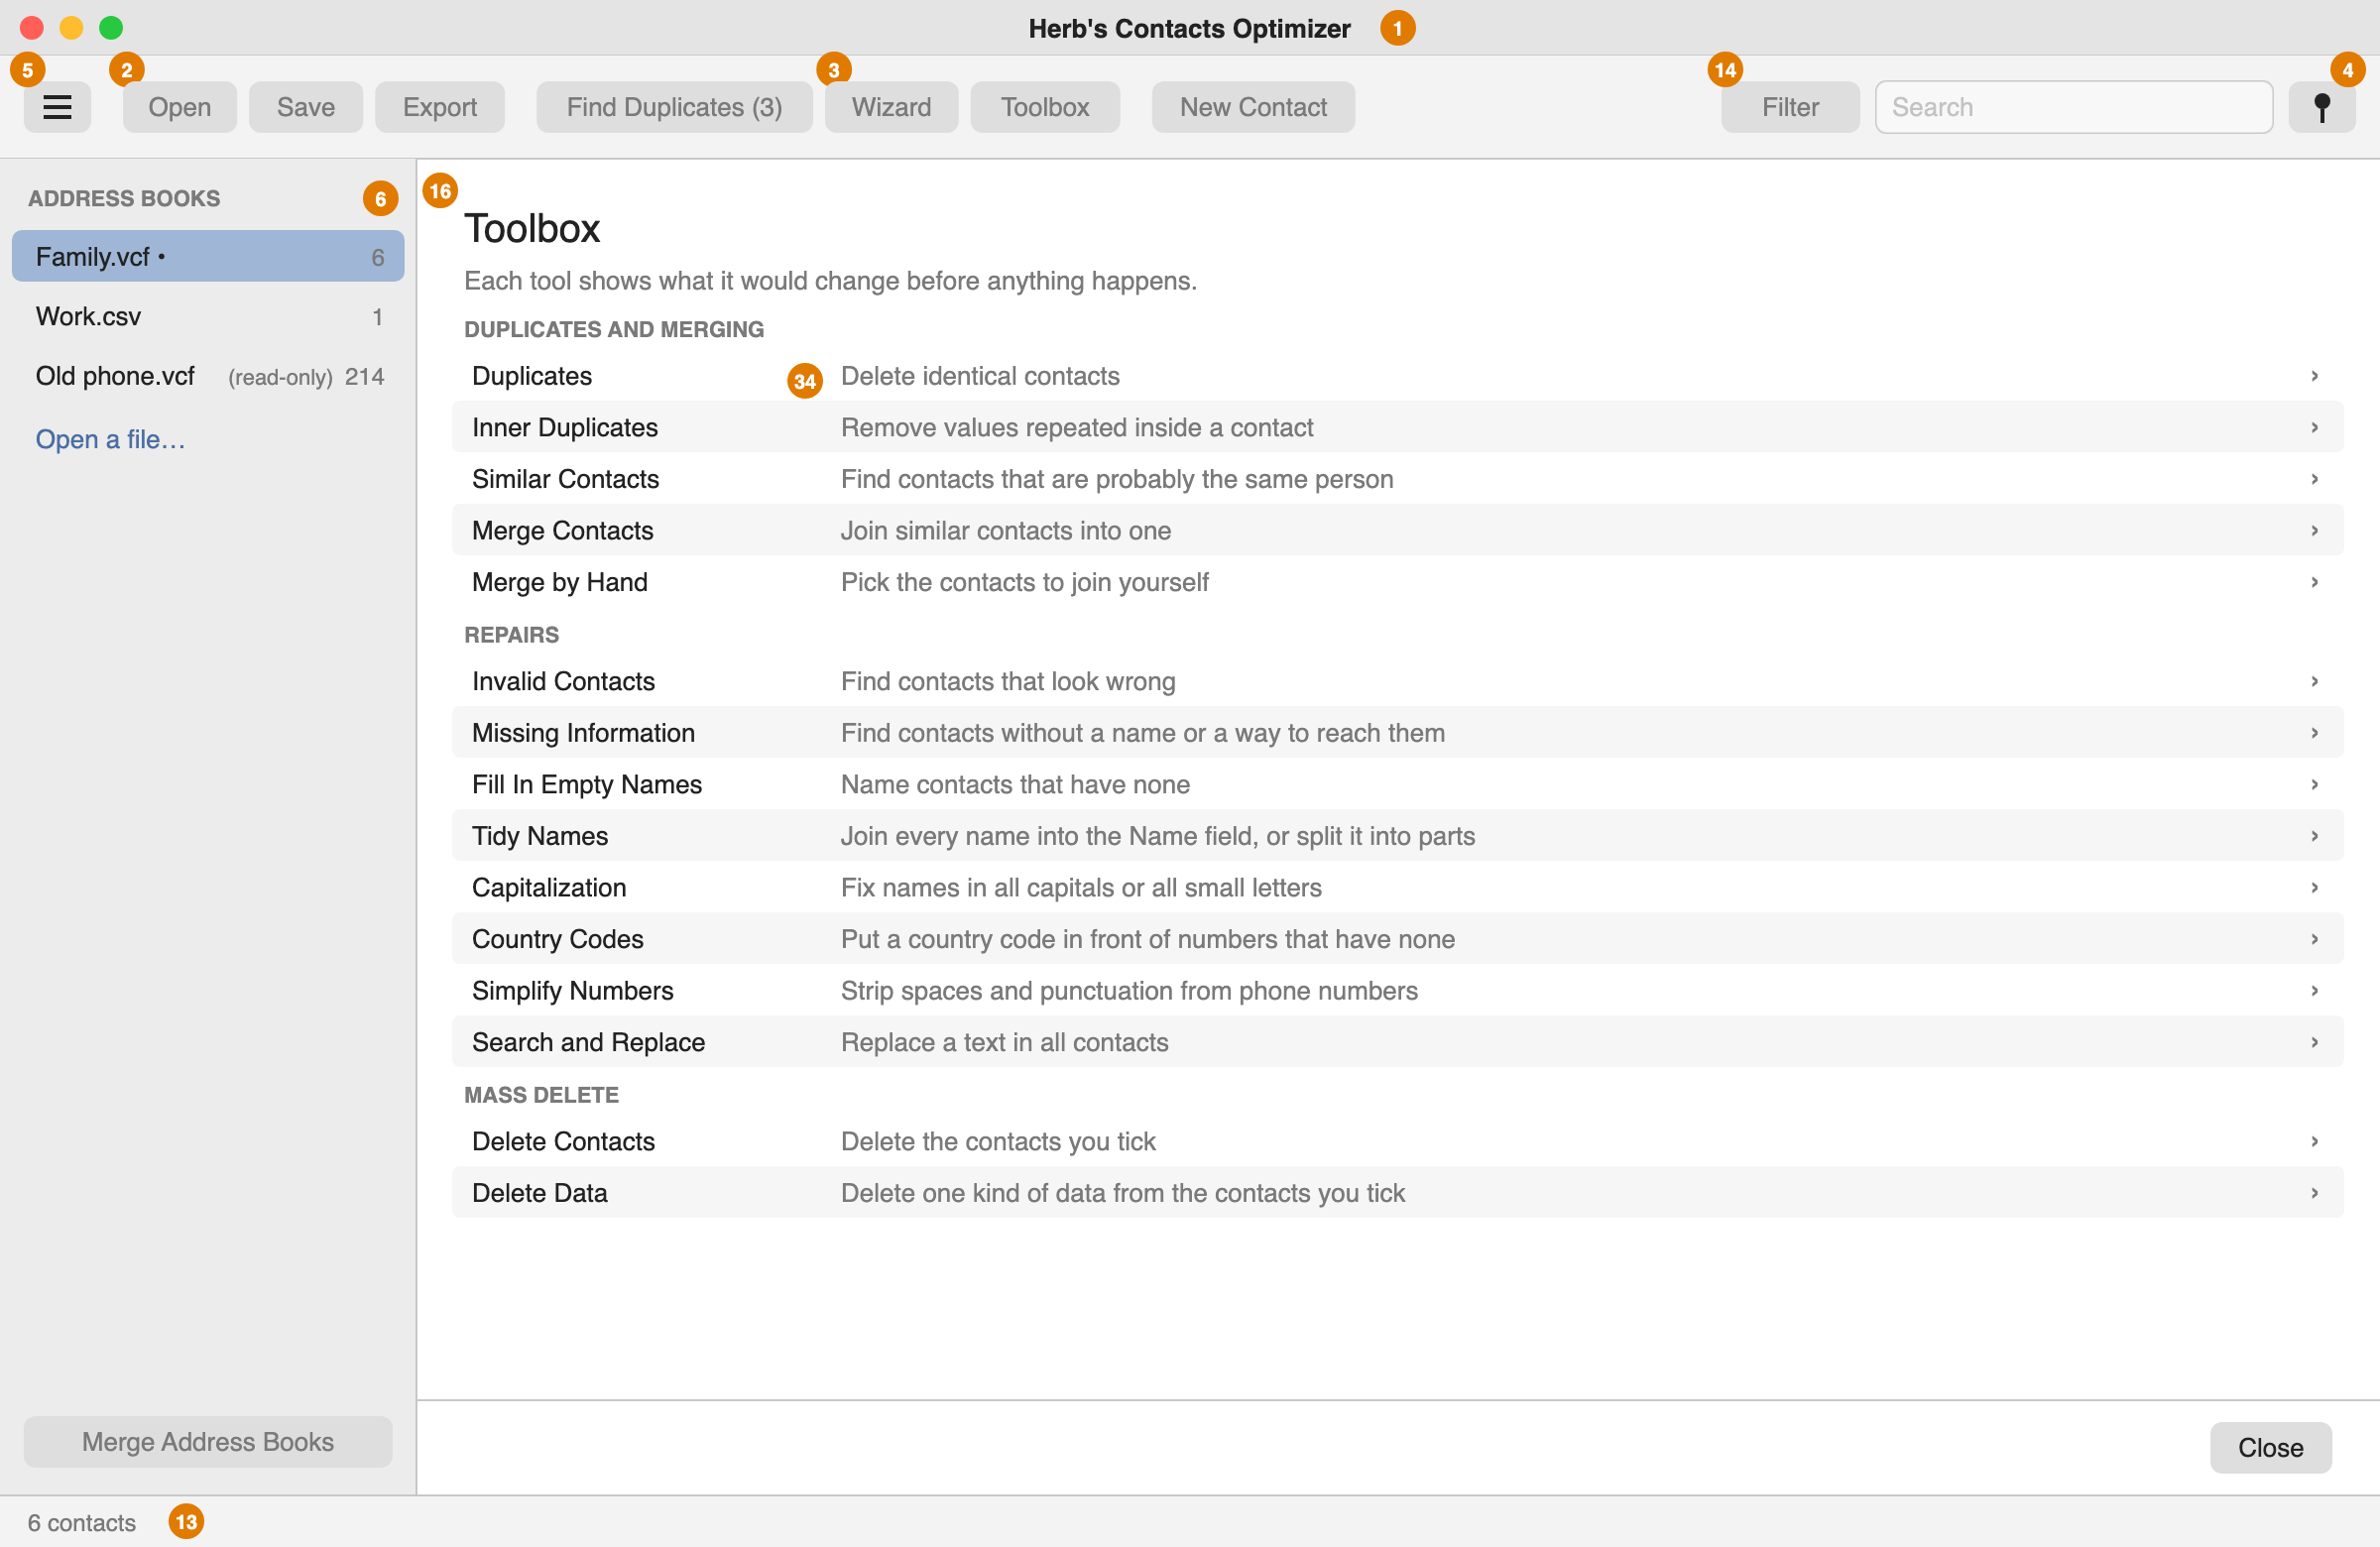 Herb's Contacts Optimizer 1
5 2 3 14 4
Open Save Export Find Duplicates (3) Wizard Toolbox New Contact Filter Search
ADDRESS BOOKS 6
Family.vcf • 6
Work.csv 1
Old phone.vcf (read-only) 214
Open a file…
Merge Address Books
16
Toolbox
Each tool shows what it would change before anything happens.
DUPLICATES AND MERGING
Duplicates 34 Delete identical contacts ›
Inner Duplicates Remove values repeated inside a contact ›
Similar Contacts Find contacts that are probably the same person ›
Merge Contacts Join similar contacts into one ›
Merge by Hand Pick the contacts to join yourself ›
REPAIRS
Invalid Contacts Find contacts that look wrong ›
Missing Information Find contacts without a name or a way to reach them ›
Fill In Empty Names Name contacts that have none ›
Tidy Names Join every name into the Name field, or split it into parts ›
Capitalization Fix names in all capitals or all small letters ›
Country Codes Put a country code in front of numbers that have none ›
Simplify Numbers Strip spaces and punctuation from phone numbers ›
Search and Replace Replace a text in all contacts ›
MASS DELETE
Delete Contacts Delete the contacts you tick ›
Delete Data Delete one kind of data from the contacts you tick ›
Close
6 contacts 13